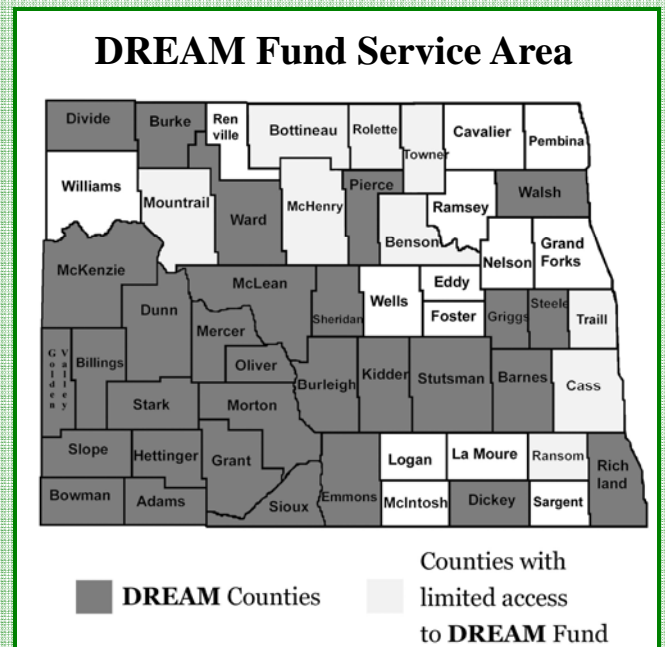 DREAM Fund Service Area
Divide
Burke
Ren
ville
Bottineau
Rolette
Towner
Cavalier
Pembina
Williams
Mountrail
Ward
McHenry
Pierce
Benson
Ramsey
Walsh
Nelson
Grand
Forks
McKenzie
Dunn
McLean
Mercer
Oliver
Sheridan
Wells
Eddy
Foster
Griggs
Steele
Traill
Golden
Valley
Billings
Stark
Morton
Burleigh
Kidder
Stutsman
Barnes
Cass
Slope
Hettinger
Grant
Bowman
Adams
Sioux
Emmons
Logan
La Moure
Ransom
Rich
land
McIntosh
Dickey
Sargent
DREAM Counties
Counties with
limited access
to DREAM Fund